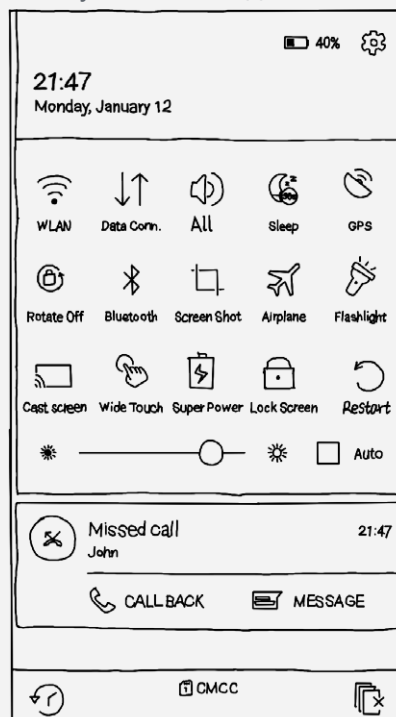 40%
21:47
Monday, January 12
WLAN Data Conn. All Sleep GPS
Rotate Off Bluetooth Screen Shot Airplane Flashlight
Cast screen Wide Touch Super Power Lock Screen Restart
Auto
Missed call 21:47
John
CALL BACK MESSAGE
CMCC